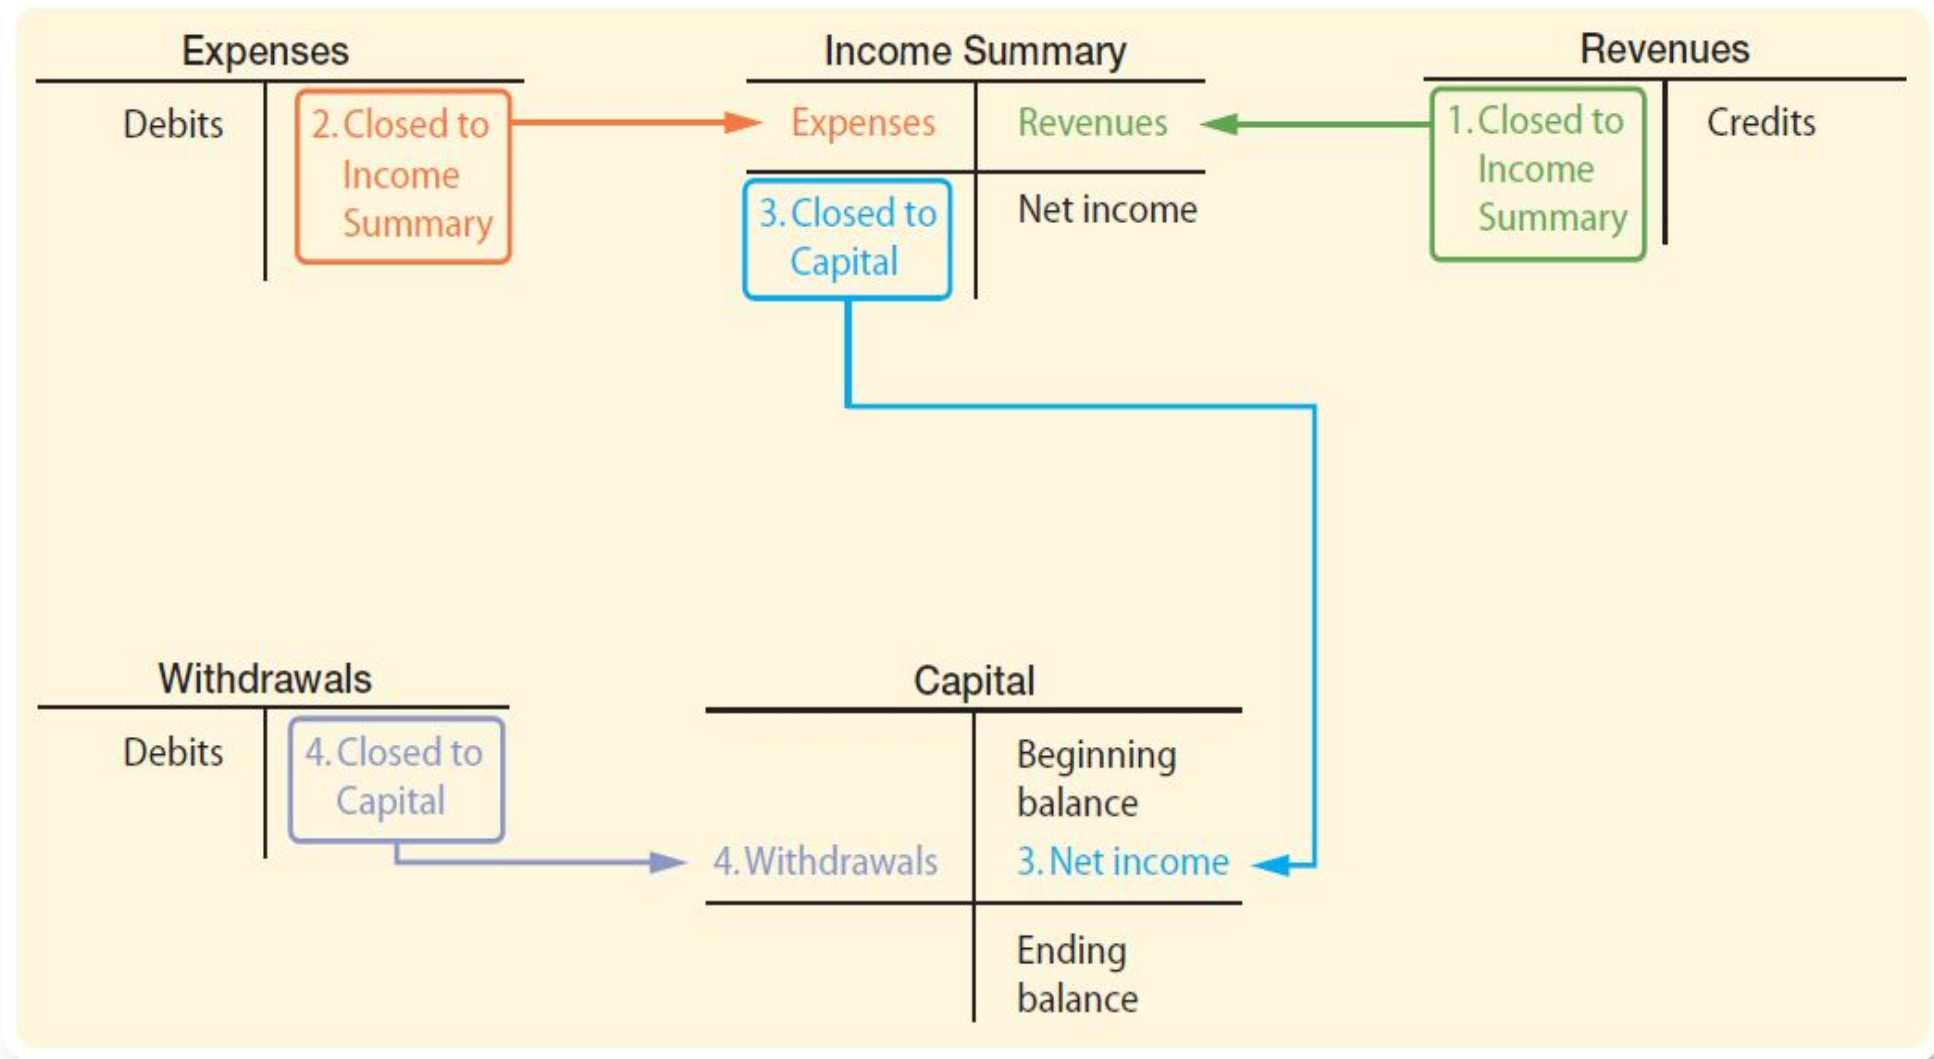 Expenses
Debits
2. Closed to
Income
Summary
Income Summary
Expenses
Revenues
3. Closed to
Capital
Net income
Revenues
1. Closed to
Income
Summary
Credits
Withdrawals
Debits
4. Closed to
Capital
Capital
Beginning
balance
4. Withdrawals
3. Net income
Ending
balance